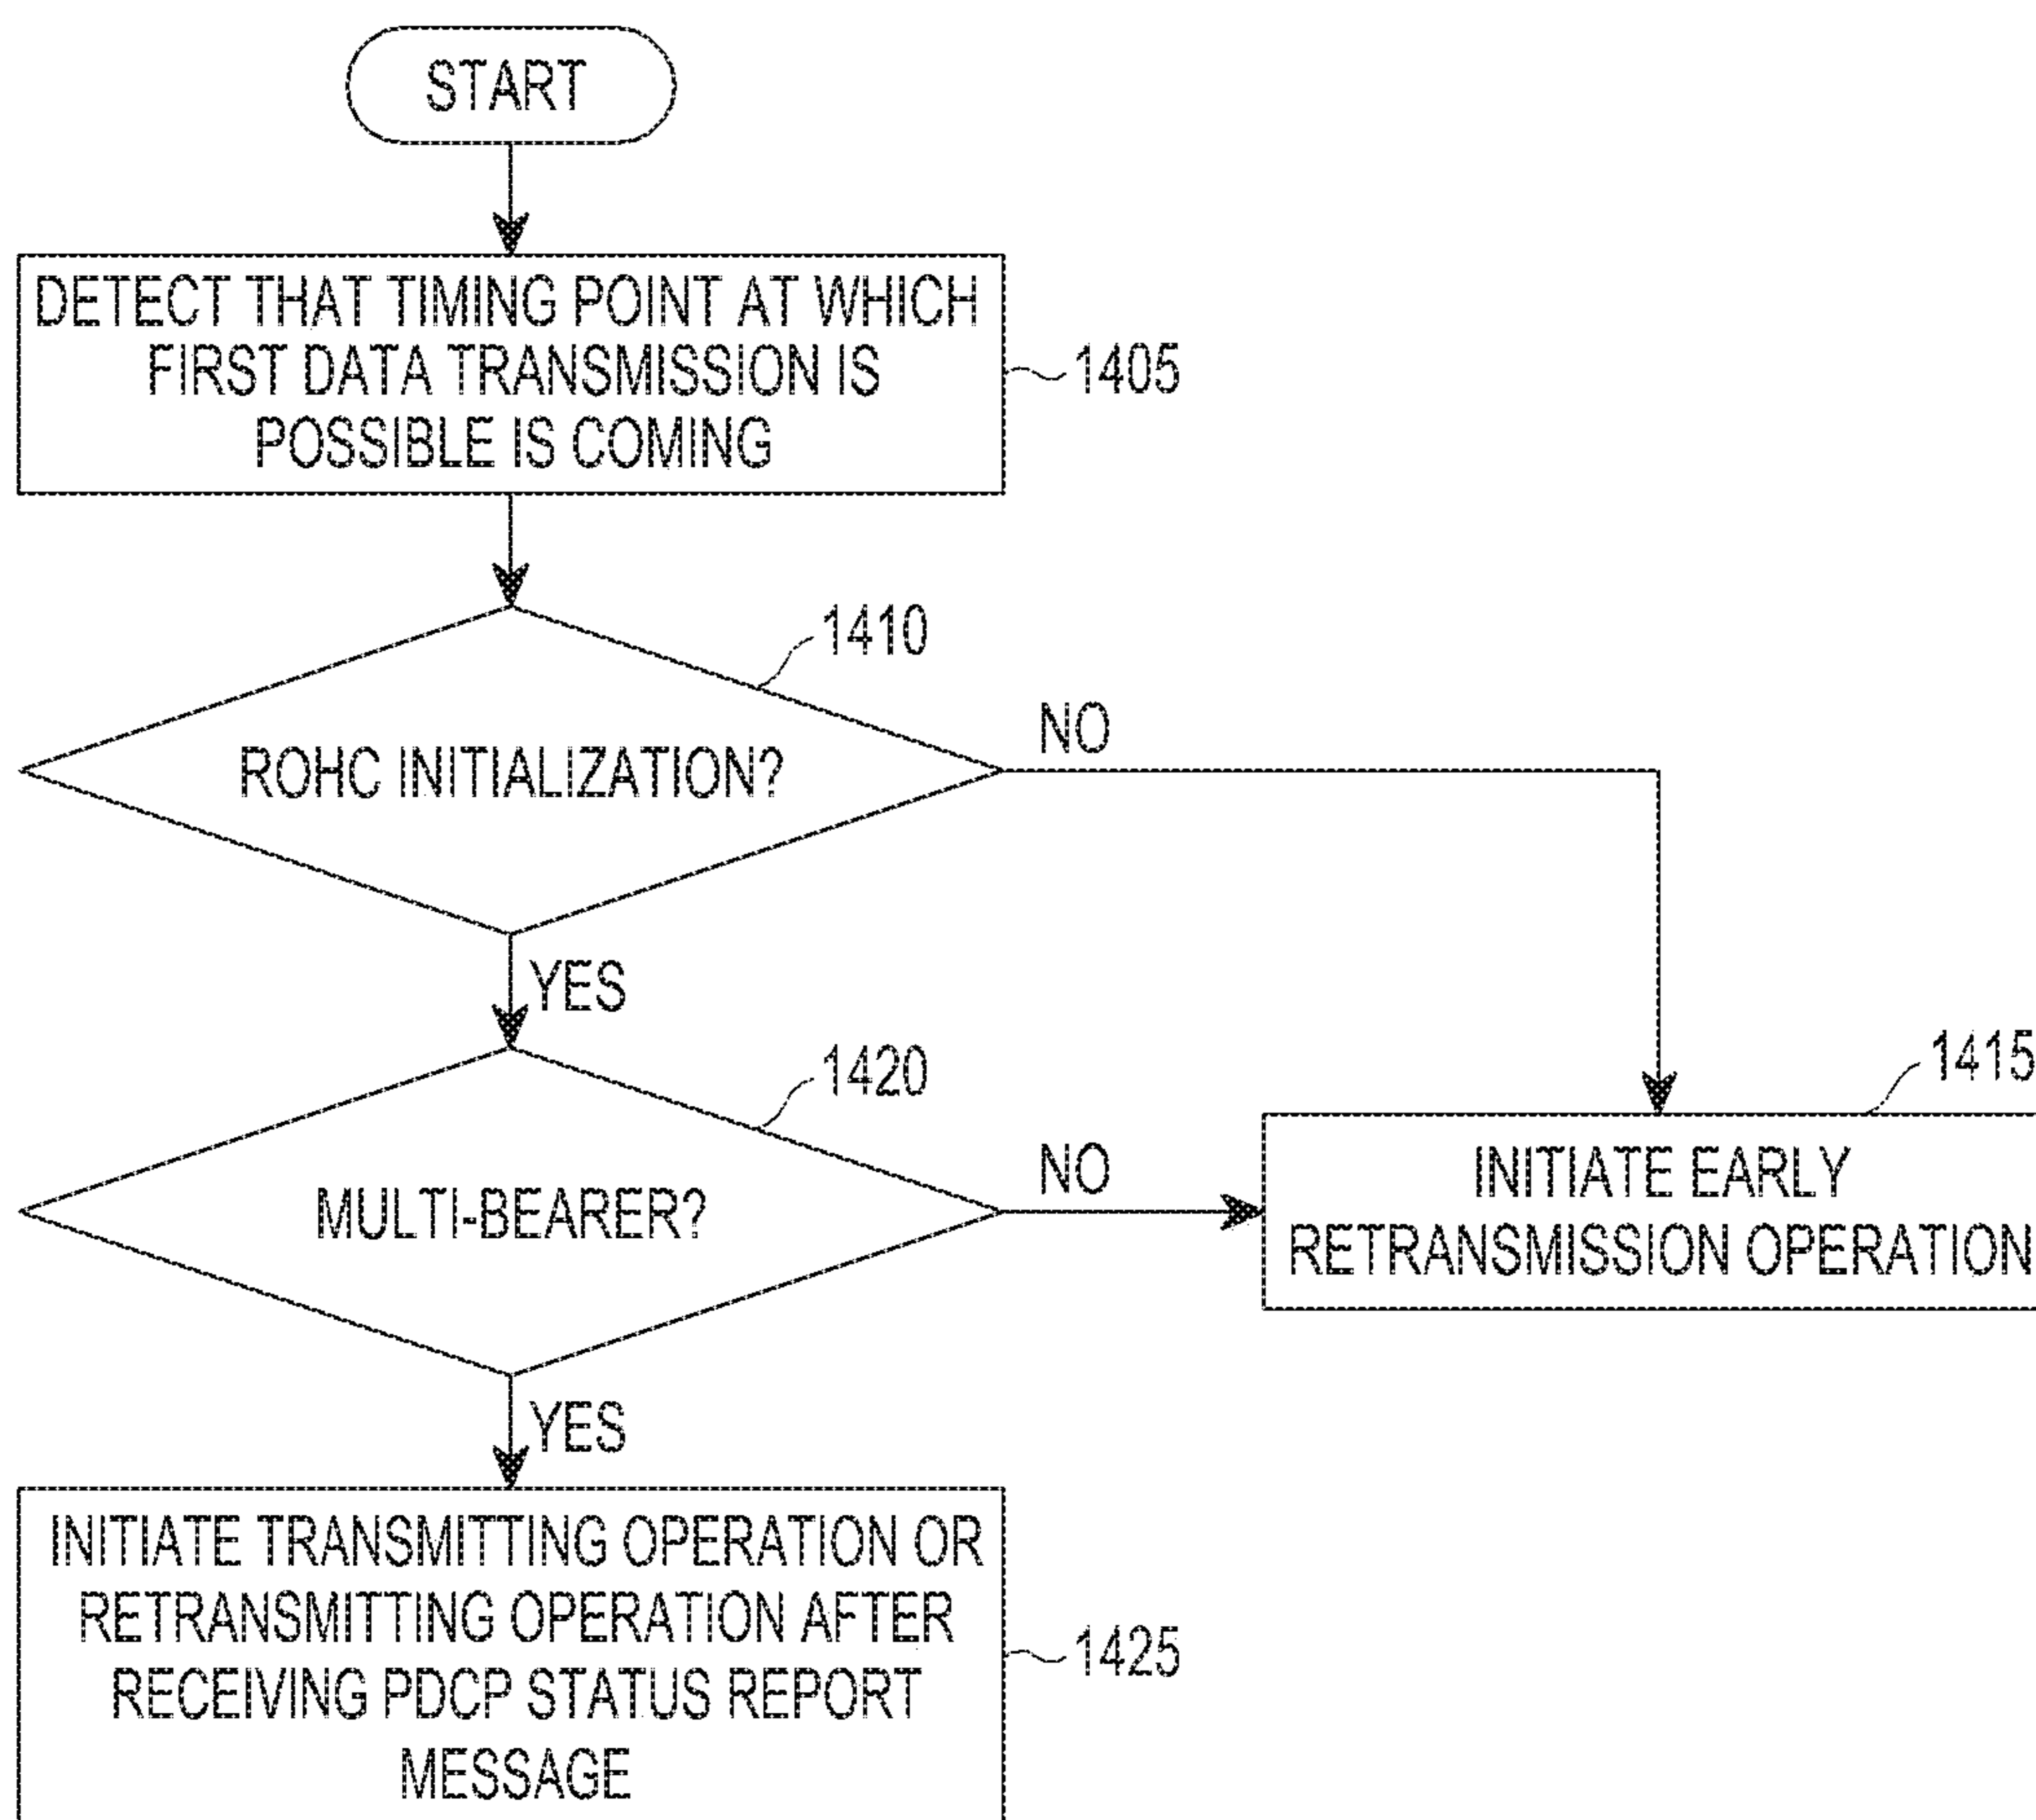 START
DETECT THAT TIMING POINT AT WHICH
FIRST DATA TRANSMISSION IS
POSSIBLE IS COMING
1405
1410
ROHC INITIALIZATION?
NO
YES
1420
MULTI-BEARER?
NO
1415
INITIATE EARLY
RETRANSMISSION OPERATION
YES
INITIATE TRANSMITTING OPERATION OR
RETRANSMITTING OPERATION AFTER
RECEIVING PDCP STATUS REPORT
MESSAGE
1425